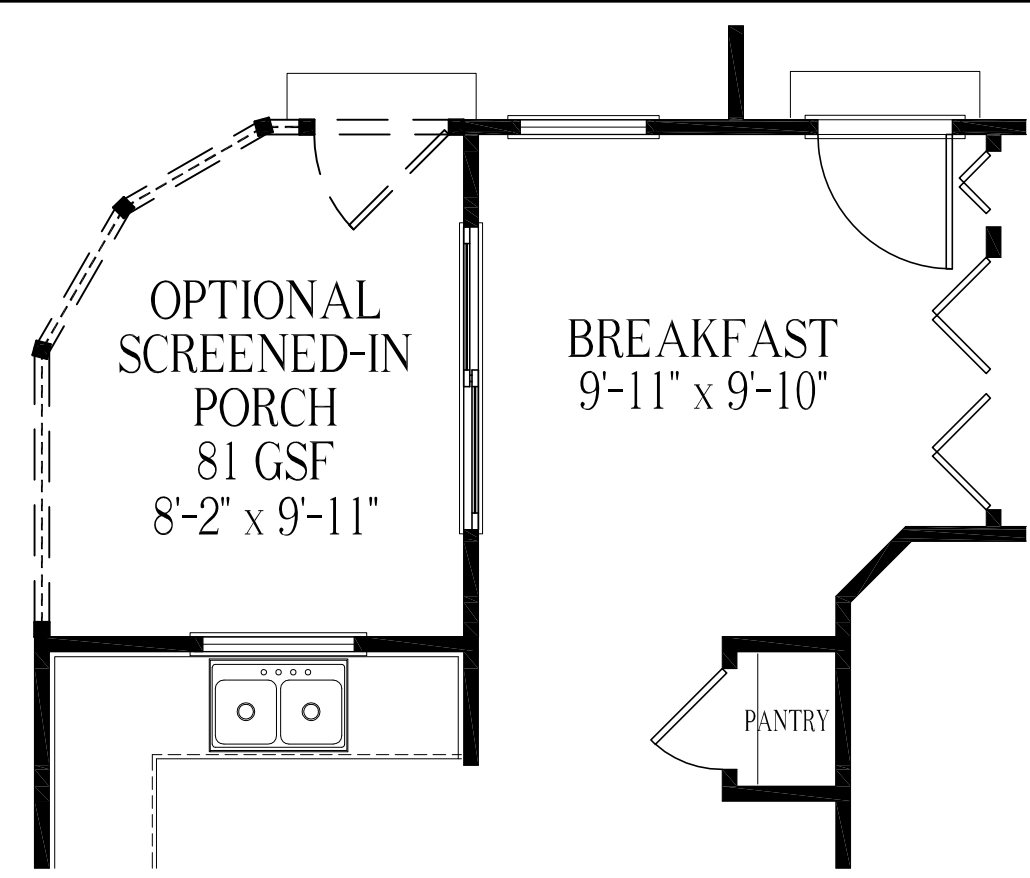 OPTIONAL
SCREENED-IN
PORCH
81 GSF
8'-2" x 9'-11"
BREAKFAST
9'-11" x 9'-10"
PANTRY